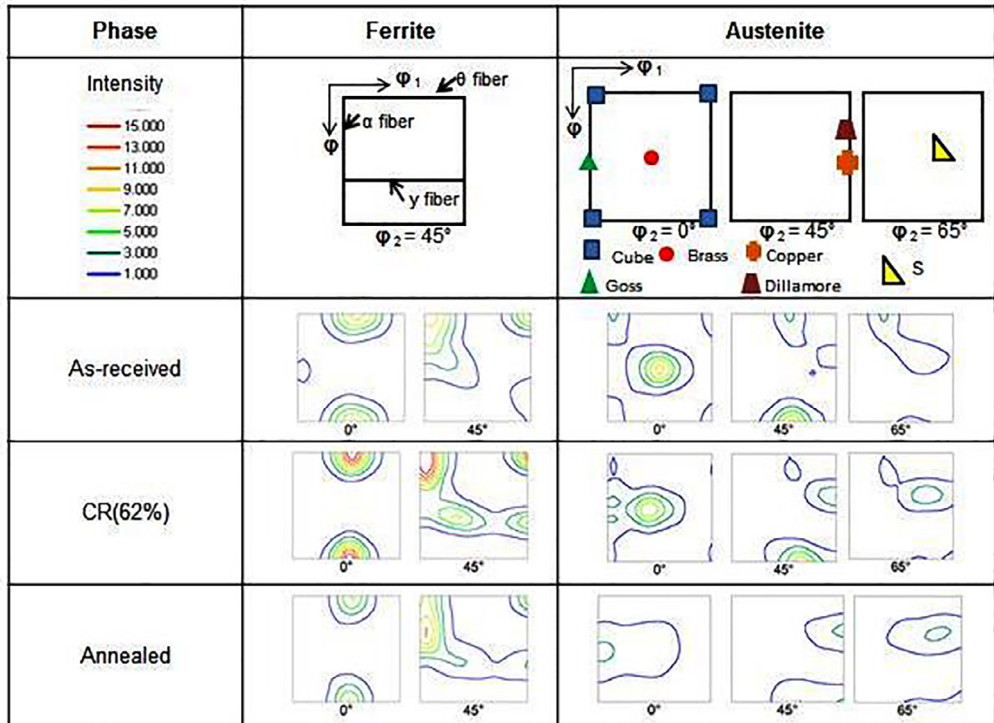 Phase Ferrite Austenite
Intensity
15.000
13.000
11.000
9.000
7.000
5.000
3.000
1.000
φ1 θ fiber
α fiber
φ
y fiber
φ2 = 45°
φ1
φ
φ2 = 0° φ2 = 45° φ2 = 65°
Cube Brass Copper S
Goss Dillamore
As-received
0° 45° 0° 45° 65°
CR(62%)
0° 45° 0° 45° 65°
Annealed
0° 45° 0° 45° 65°